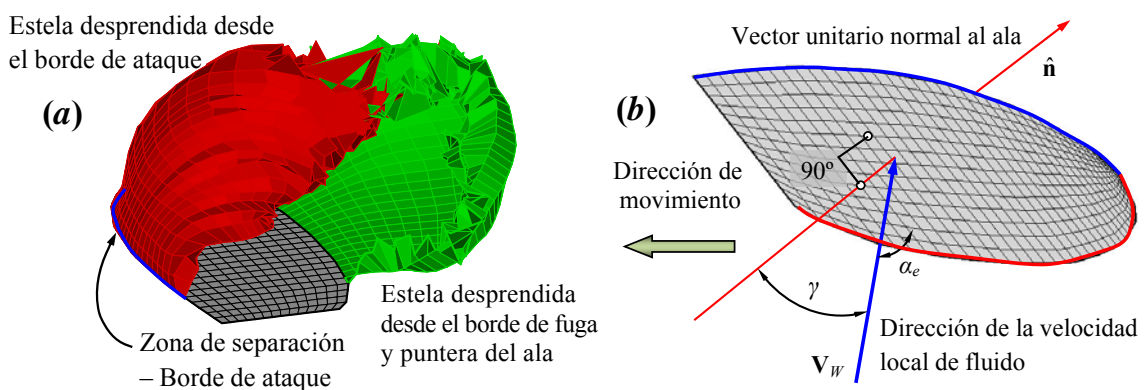 Estela desprendida desde
el borde de ataque
(a)
Zona de separación
– Borde de ataque
Estela desprendida
desde el borde de fuga
y puntera del ala
(b)
Vector unitario normal al ala
n̂
90º
Dirección de
movimiento
αe
γ
VW
Dirección de la velocidad
local de fluido